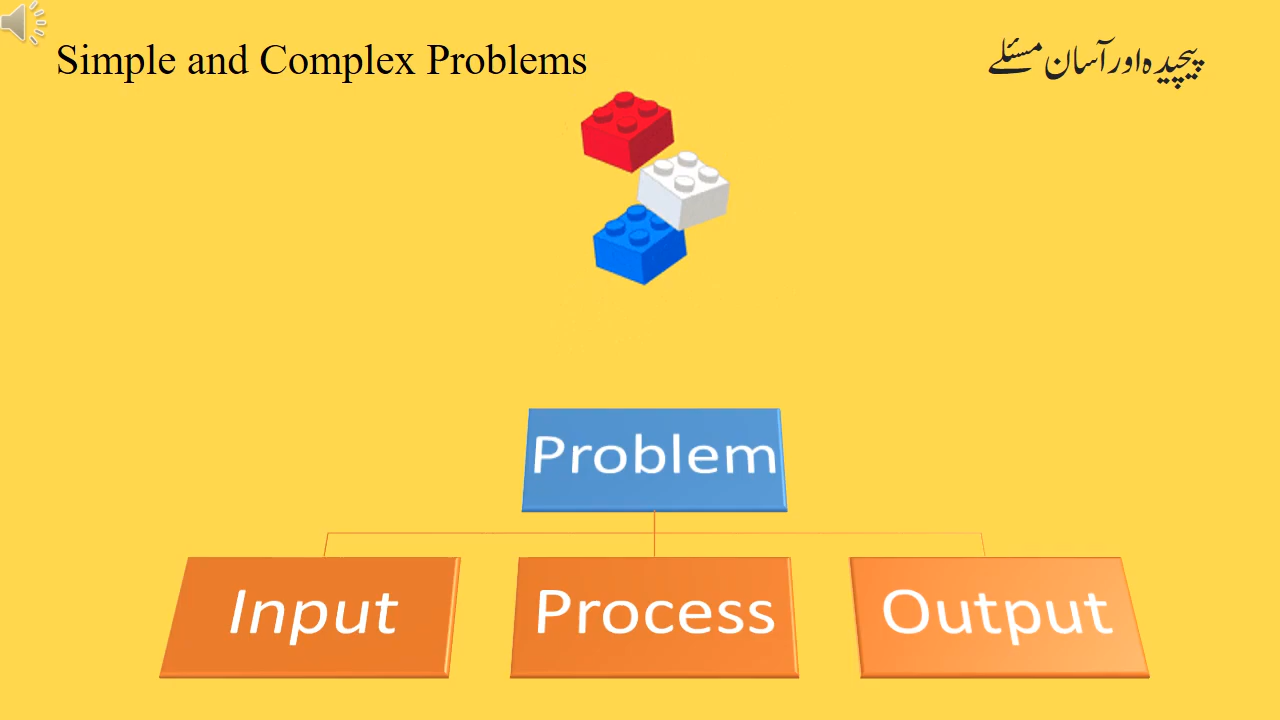 Simple and Complex Problems
پیچیدہ اور آسان مسئلے
Problem
Input
Process
Output